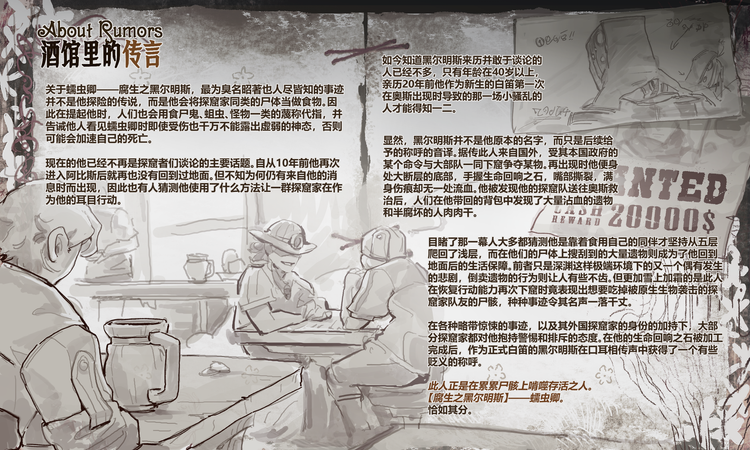 About Rumors
酒馆里的传言
关于蠕虫卿——腐生之黑尔明斯，最为臭名昭著也人尽皆知的事迹
并不是他探险的传说，而是他会将探窟家同类的尸体当做食物。因
此在提起他时，人们也会用食尸鬼、蛆虫、怪物一类的蔑称代指，并
告诫他人看见蠕虫卿时即使受伤也千万不能露出虚弱的神态，否则
可能会加速自己的死亡。
现在的他已经不再是探窟者们谈论的主要话题。自从10年前他再次
进入阿比斯后就再也没有回到过地面。但不知为何仍有来自他的消
息时而出现，因此也有人猜测他使用了什么方法让一群探窟家在作
为他的耳目行动。
如今知道黑尔明斯来历并敢于谈论的
人已经不多，只有年龄在40岁以上，
亲历20年前他作为新生的白笛第一次
在奥斯出现时导致的那一场小骚乱的
人才能得知一二。
显然，黑尔明斯并不是他原本的名字，而只是后续给
予的称呼的音译。据传此人来自国外，受其本国政府的
某个命令与大部队一同下窟争夺某物。再出现时他便身
处大断层的底部，手握生命回响之石，嘴部撕裂，满
身伤痕却无一处流血。他被发现他的探窟队送往奥斯救
治后，人们在他带回的背包中发现了大量沾血的遗物
和半腐坏的人肉肉干。
目睹了那一幕人大多都猜测他是靠着食用自己的同伴才坚持从五层
爬回了浅层，而在他们的尸体上搜刮到的大量遗物则成为了他回到
地面后的生活保障。前者只是深渊这样极端环境下的又一个偶有发生
的悲剧，倒卖遗物的行为则让人有些不齿。但更加雪上加霜的是此人
在恢复行动能力再次下窟时竟表现出想要吃掉被原生生物袭击的探
窟家队友的尸骸，种种事迹令其名声一落千丈。
在各种略带惊悚的事迹，以及其外国探窟家的身份的加持下，大部
分探窟家都对他抱持警惕和排斥的态度。在他的生命回响之石被加工
完成后，作为正式白笛的黑尔明斯在口耳相传声中获得了一个有些
贬义的称呼。
此人正是在累累尸骸上啃噬存活之人。
【腐生之黑尔明斯】——蠕虫卿。
恰如其分。
WANTED
CASH
REWARD
20900$